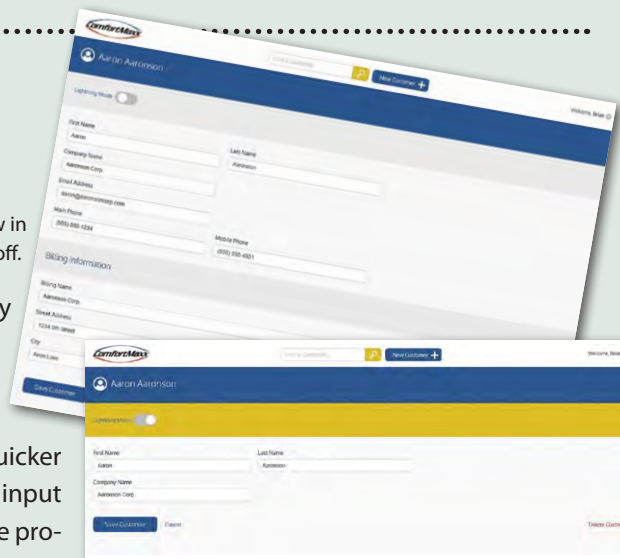 ComfortMaxx
New Customer +
Welcome, Brian
Aaron Aaronson
Lightning Mode
First Name
Last Name
Aaron
Aaronson
Company Name
Aaronson Corp.
Email Address
Main Phone
Mobile Phone
Billing Information
Billing Name
Aaronson Corp.
Street Address
City
Save Customer
w in
off.
y
uicker
input
e pro-
ComfortMaxx
New Customer +
Welcome, Brian
Aaron Aaronson
Lightning Mode
First Name
Last Name
Aaron
Aaronson
Company Name
Aaronson Corp.
Save Customer
Cancel